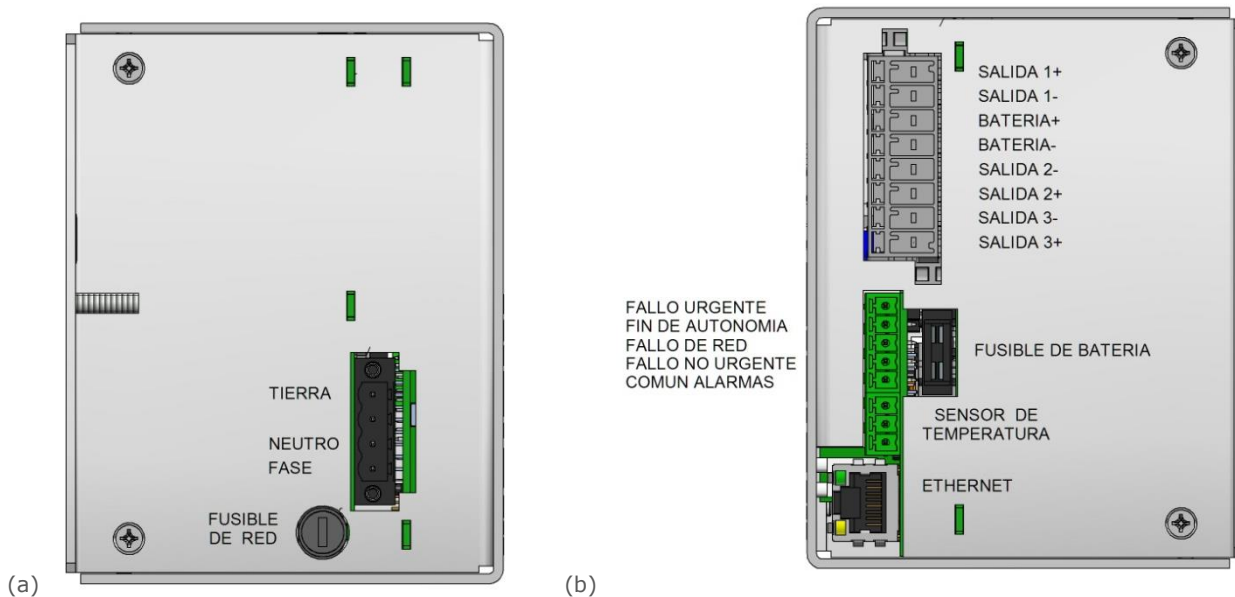 TIERRA
NEUTRO
FASE
FUSIBLE
DE RED
(a)
SALIDA 1+
SALIDA 1-
BATERIA+
BATERIA-
SALIDA 2-
SALIDA 2+
SALIDA 3-
SALIDA 3+
FALLO URGENTE
FIN DE AUTONOMIA
FALLO DE RED
FALLO NO URGENTE
COMUN ALARMAS
FUSIBLE DE BATERIA
SENSOR DE
TEMPERATURA
ETHERNET
(b)